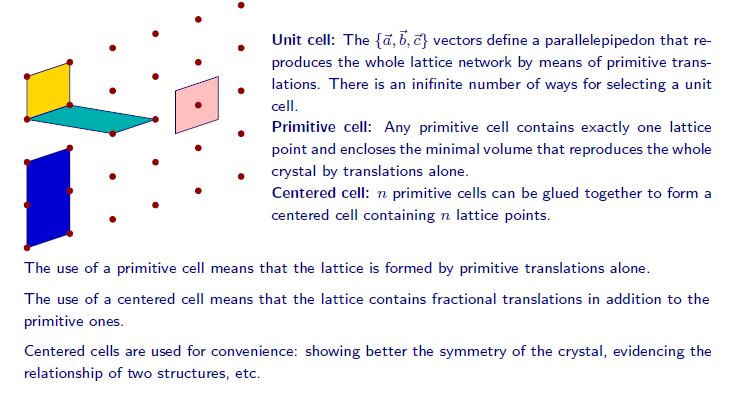 Unit cell: The {a⃗, b⃗, c⃗} vectors define a parallelepipedon that re-
produces the whole lattice network by means of primitive trans-
lations. There is an inifinite number of ways for selecting a unit
cell.
Primitive cell: Any primitive cell contains exactly one lattice
point and encloses the minimal volume that reproduces the whole
crystal by translations alone.
Centered cell: n primitive cells can be glued together to form a
centered cell containing n lattice points.
The use of a primitive cell means that the lattice is formed by primitive translations alone.
The use of a centered cell means that the lattice contains fractional translations in addition to the
primitive ones.
Centered cells are used for convenience: showing better the symmetry of the crystal, evidencing the
relationship of two structures, etc.